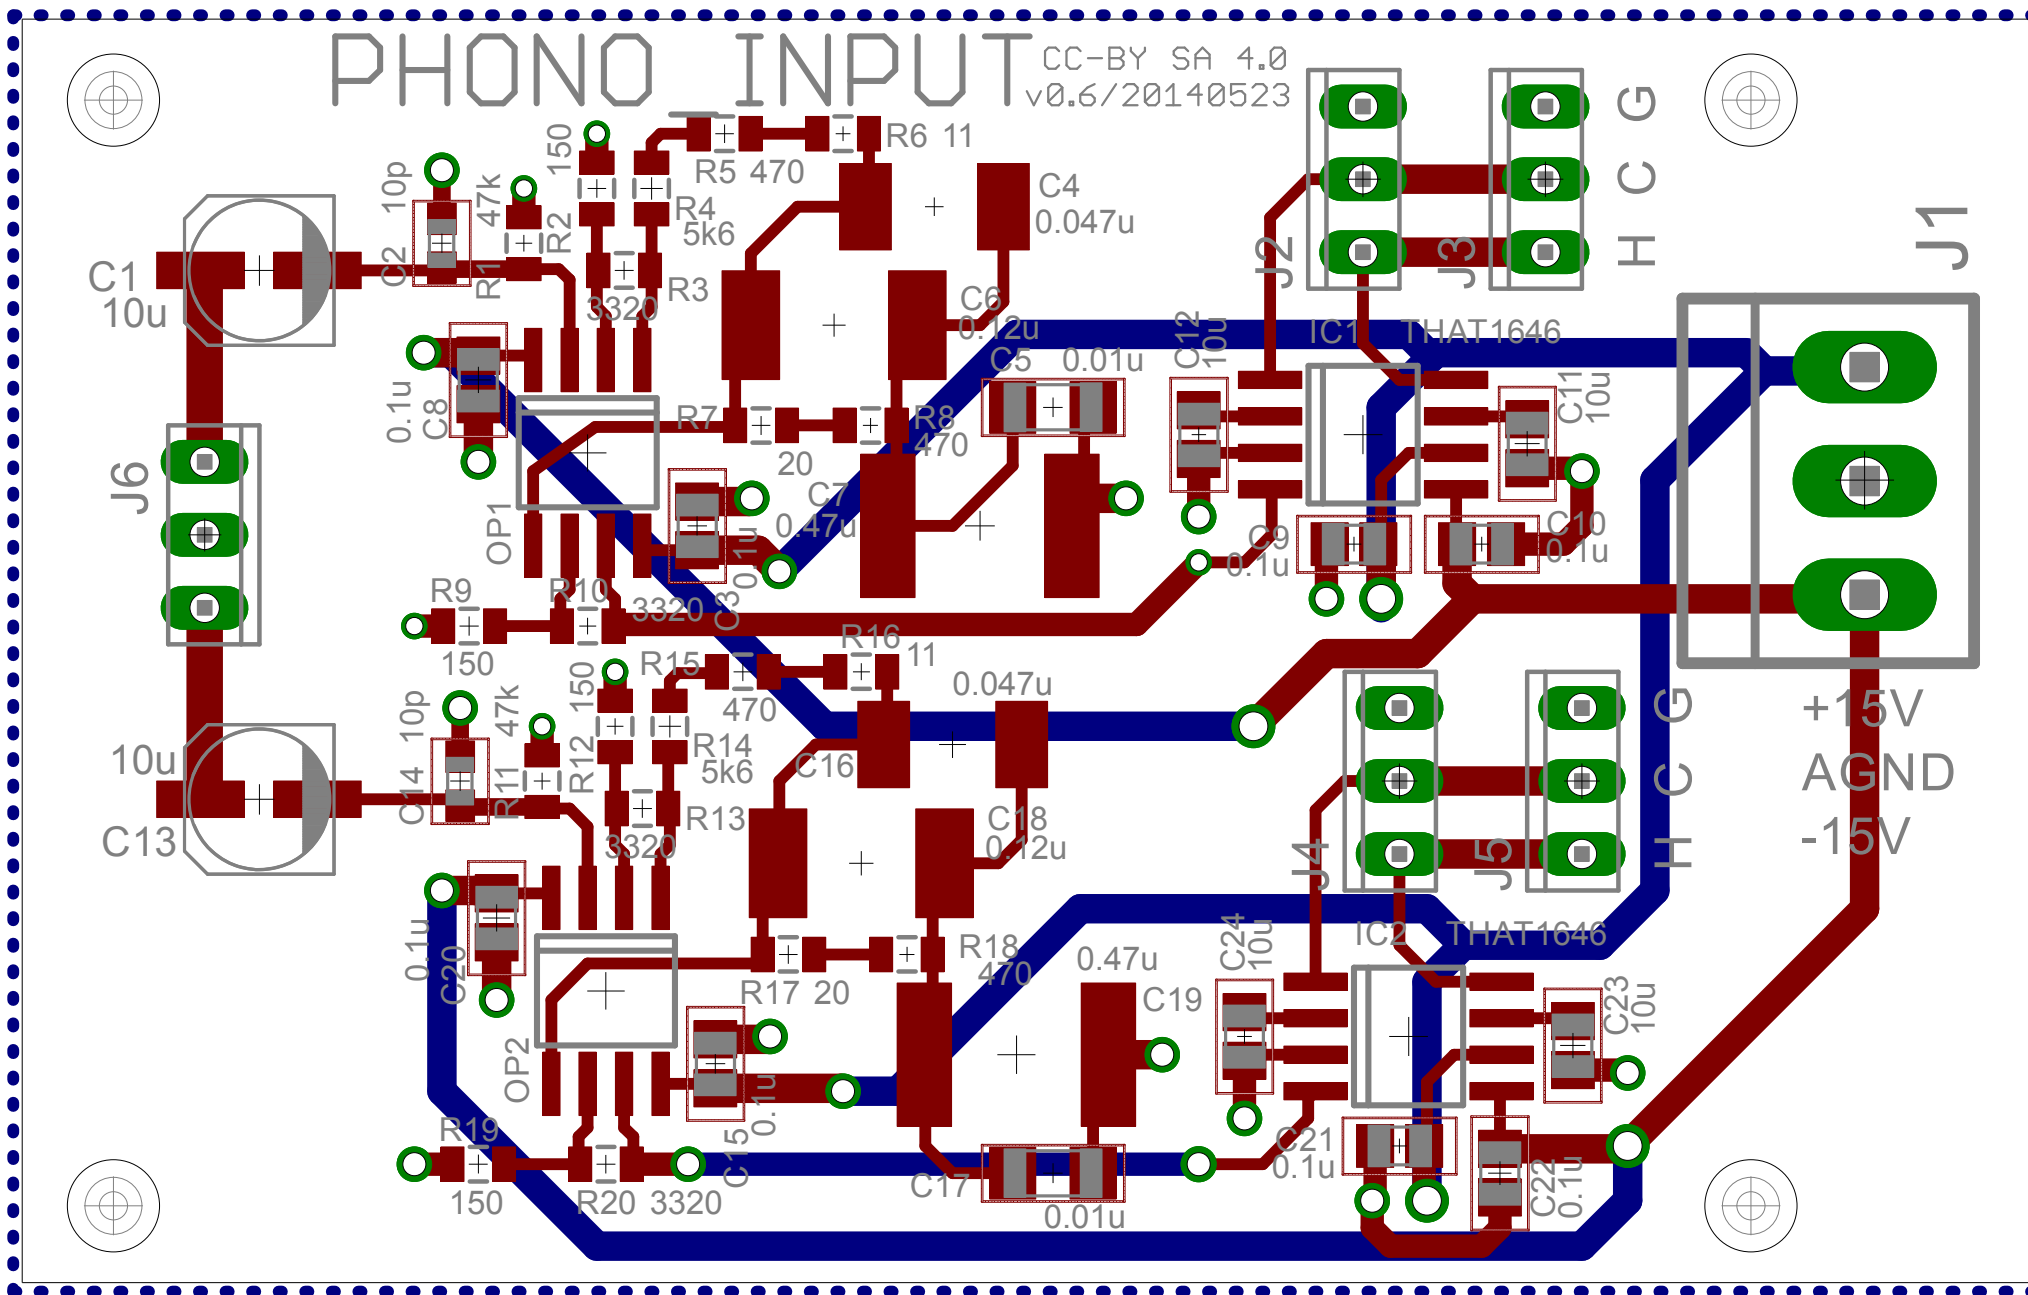 PHONO INPUT
CC-BY SA 4.0
v0.6/20140523
G
C
H
J2
J3
J1
150
R5 470
R6 11
10p
47k
R2
R4
5k6
C4
0.047u
C2
R1
R3
3320
C1
10u
C6
0.12u
C5
0.01u
C12
10u
IC1
THAT1646
C11
10u
0.1u
C8
R7
20
R8
470
J6
OP1
C7
0.47u
0.1u
C3
C9
0.1u
C10
0.1u
R9
150
R10
3320
R16
11
R15
470
150
10p
47k
R12
R14
5k6
C16
0.047u
C14
R11
R13
3320
10u
C13
C18
0.12u
J4
J5
G
C
H
+15V
AGND
-15V
0.1u
C20
R17 20
R18
470
0.47u
C19
C24
10u
IC2
THAT1646
C23
10u
OP2
0.1u
C15
R19
150
R20 3320
C17
0.01u
C21
0.1u
C22
0.1u